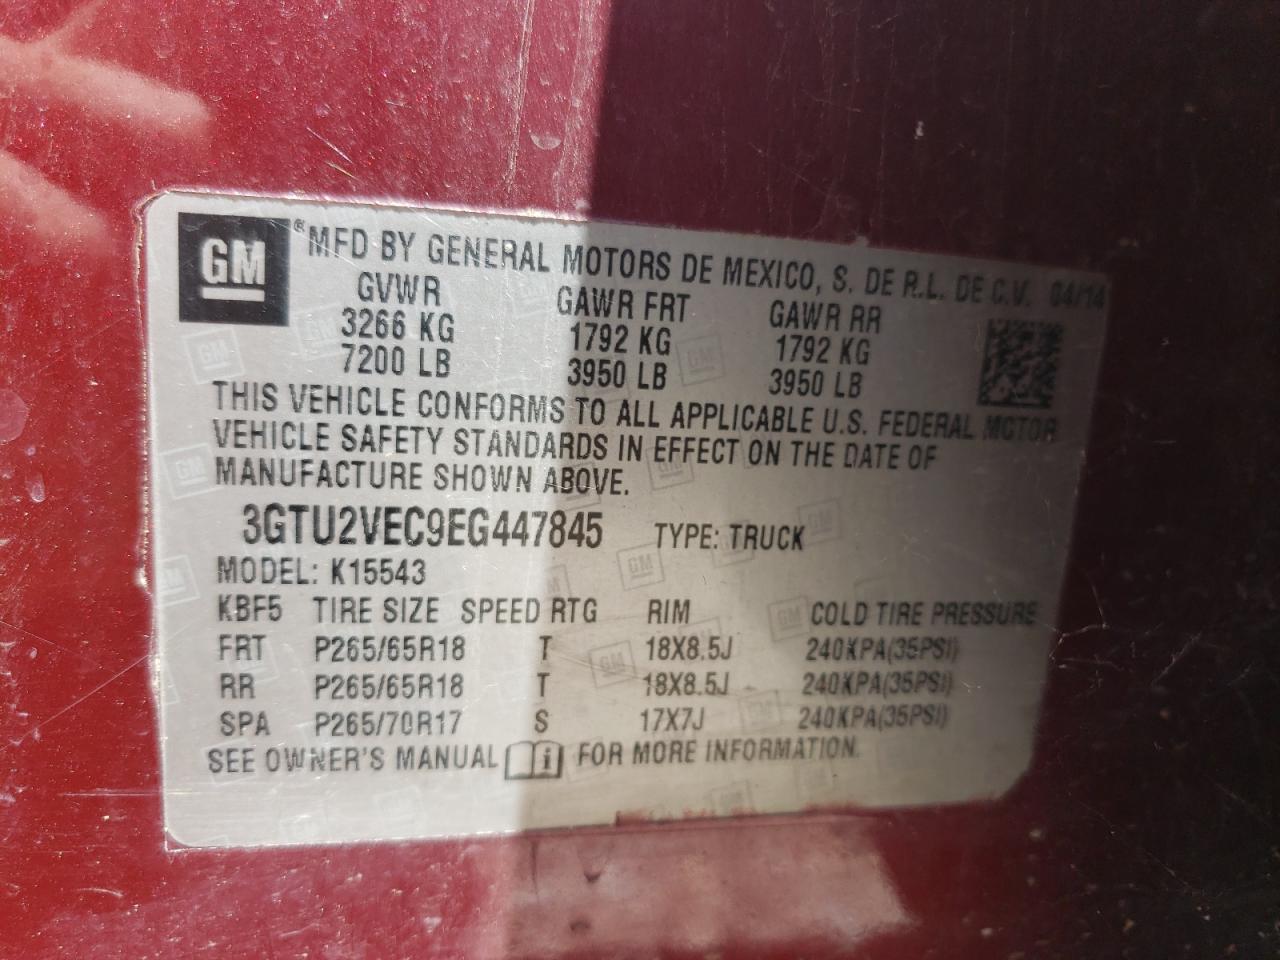 GM
® MFD BY GENERAL MOTORS DE MEXICO, S. DE R.L. DE C.V. 04/14
GVWR GAWR FRT GAWR RR
3266 KG 1792 KG 1792 KG
7200 LB 3950 LB 3950 LB
THIS VEHICLE CONFORMS TO ALL APPLICABLE U.S. FEDERAL MOTOR
VEHICLE SAFETY STANDARDS IN EFFECT ON THE DATE OF
MANUFACTURE SHOWN ABOVE.
3GTU2VEC9EG447845 TYPE: TRUCK
MODEL: K15543
KBF5 TIRE SIZE SPEED RTG RIM COLD TIRE PRESSURE
FRT P265/65R18 T 18X8.5J 240KPA(35PSI)
RR P265/65R18 T 18X8.5J 240KPA(35PSI)
SPA P265/70R17 S 17X7J 240KPA(35PSI)
SEE OWNER'S MANUAL i FOR MORE INFORMATION.